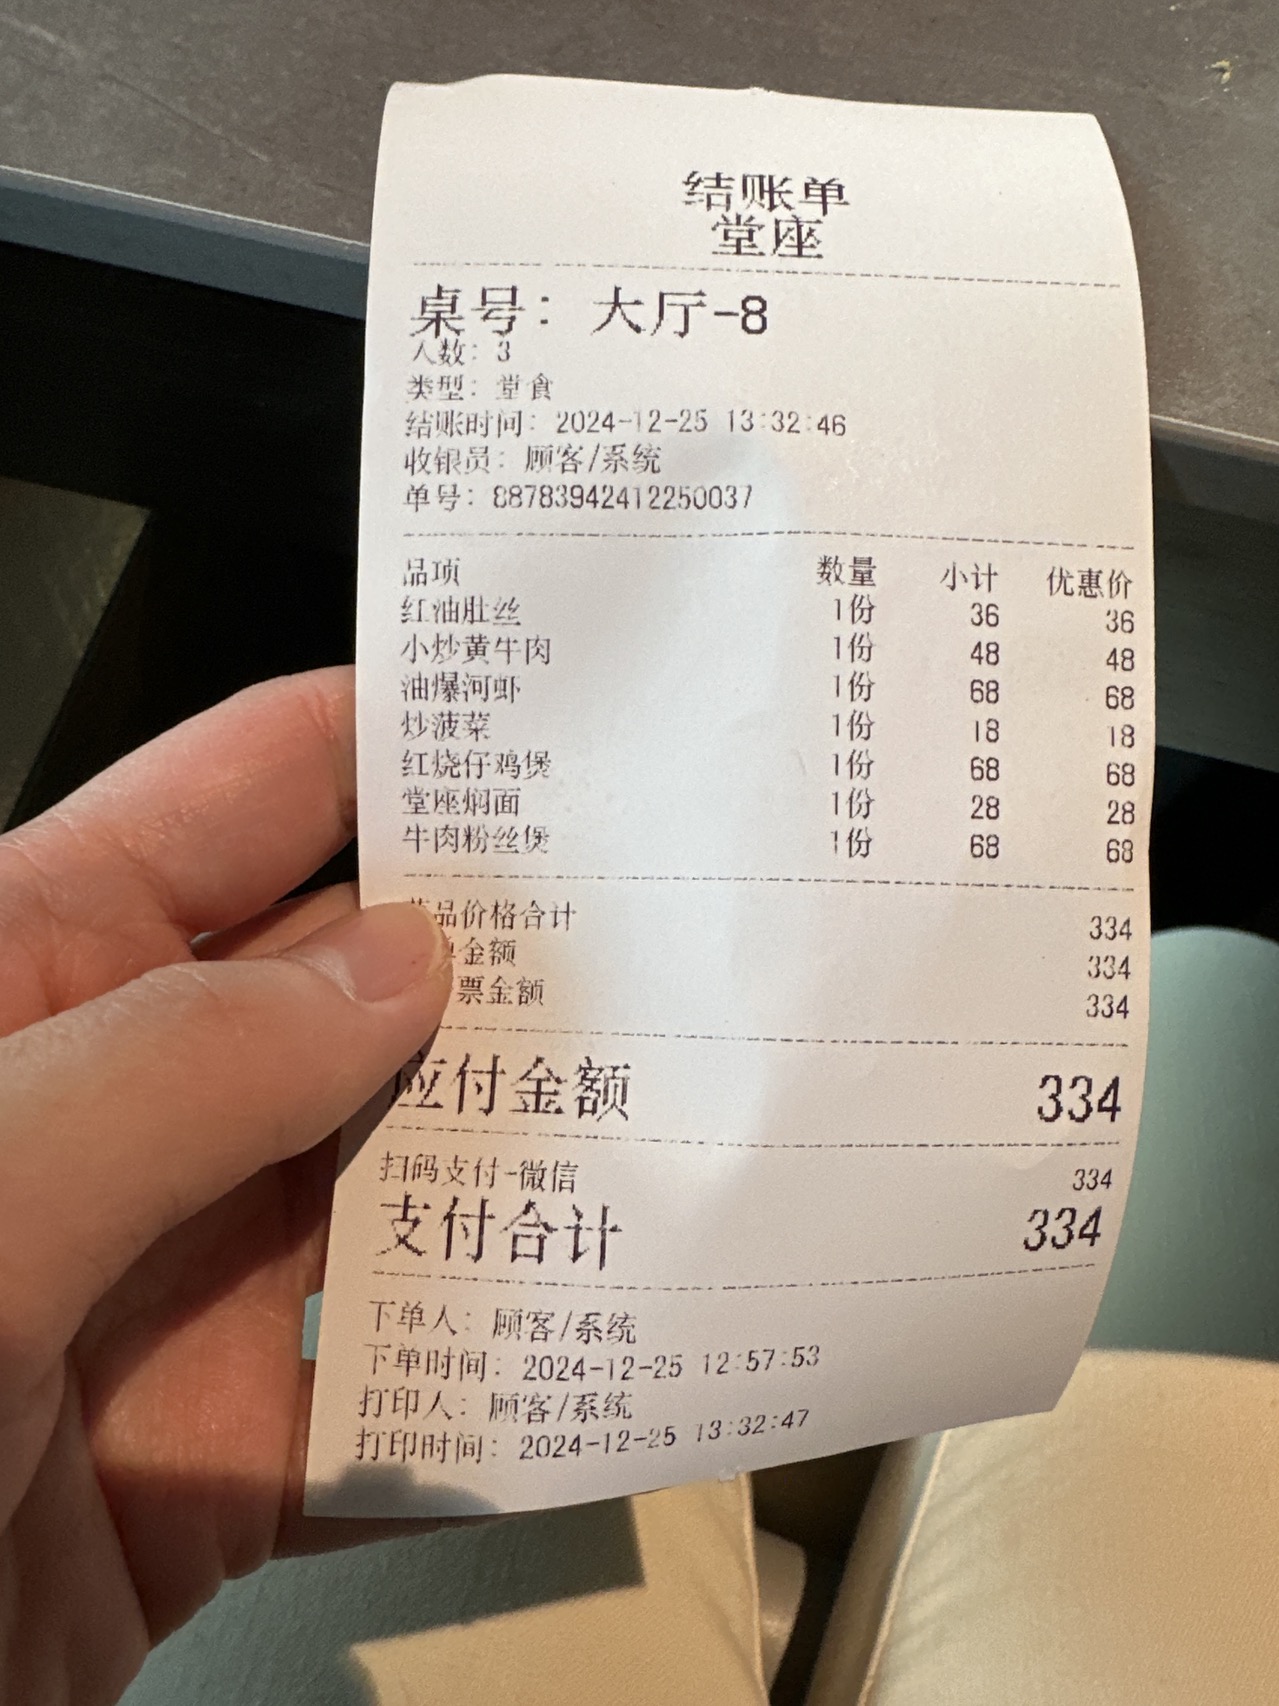 结账单
堂座
桌号：大厅-8
人数：3
类型：堂食
结账时间：2024-12-25 13:32:46
收银员：顾客/系统
单号：88783942412250037
品项 数量 小计 优惠价
红油肚丝 1份 36 36
小炒黄牛肉 1份 48 48
油爆河虾 1份 68 68
炒菠菜 1份 18 18
红烧仔鸡煲 1份 68 68
堂座焖面 1份 28 28
牛肉粉丝煲 1份 68 68
品价格合计 334
金额 334
票金额 334
应付金额 334
扫码支付-微信 334
支付合计 334
下单人：顾客/系统
下单时间：2024-12-25 12:57:53
打印人：顾客/系统
打印时间：2024-12-25 13:32:47